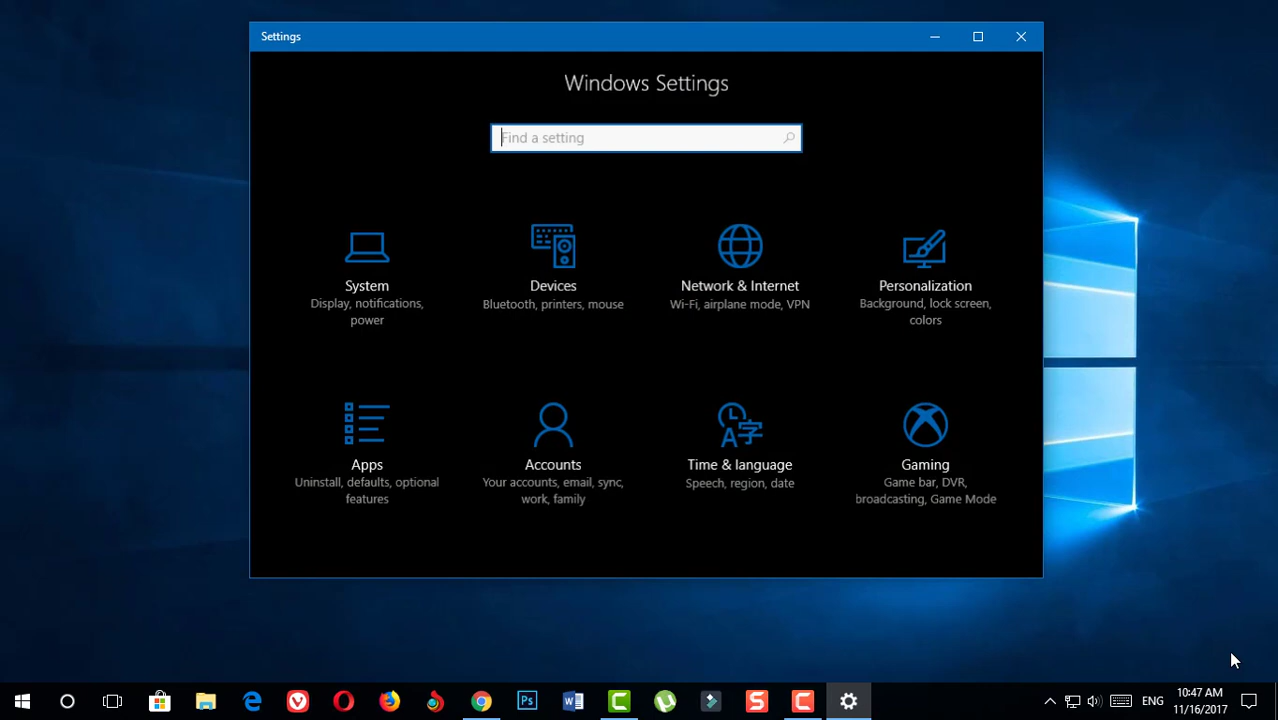 Settings
Windows Settings
Find a setting
System
Display, notifications,
power
Devices
Bluetooth, printers, mouse
Network & Internet
Wi-Fi, airplane mode, VPN
Personalization
Background, lock screen,
colors
Apps
Uninstall, defaults, optional
features
Accounts
Your accounts, email, sync,
work, family
Time & language
Speech, region, date
Gaming
Game bar, DVR,
broadcasting, Game Mode
Ps
ENG
10:47 AM
11/16/2017